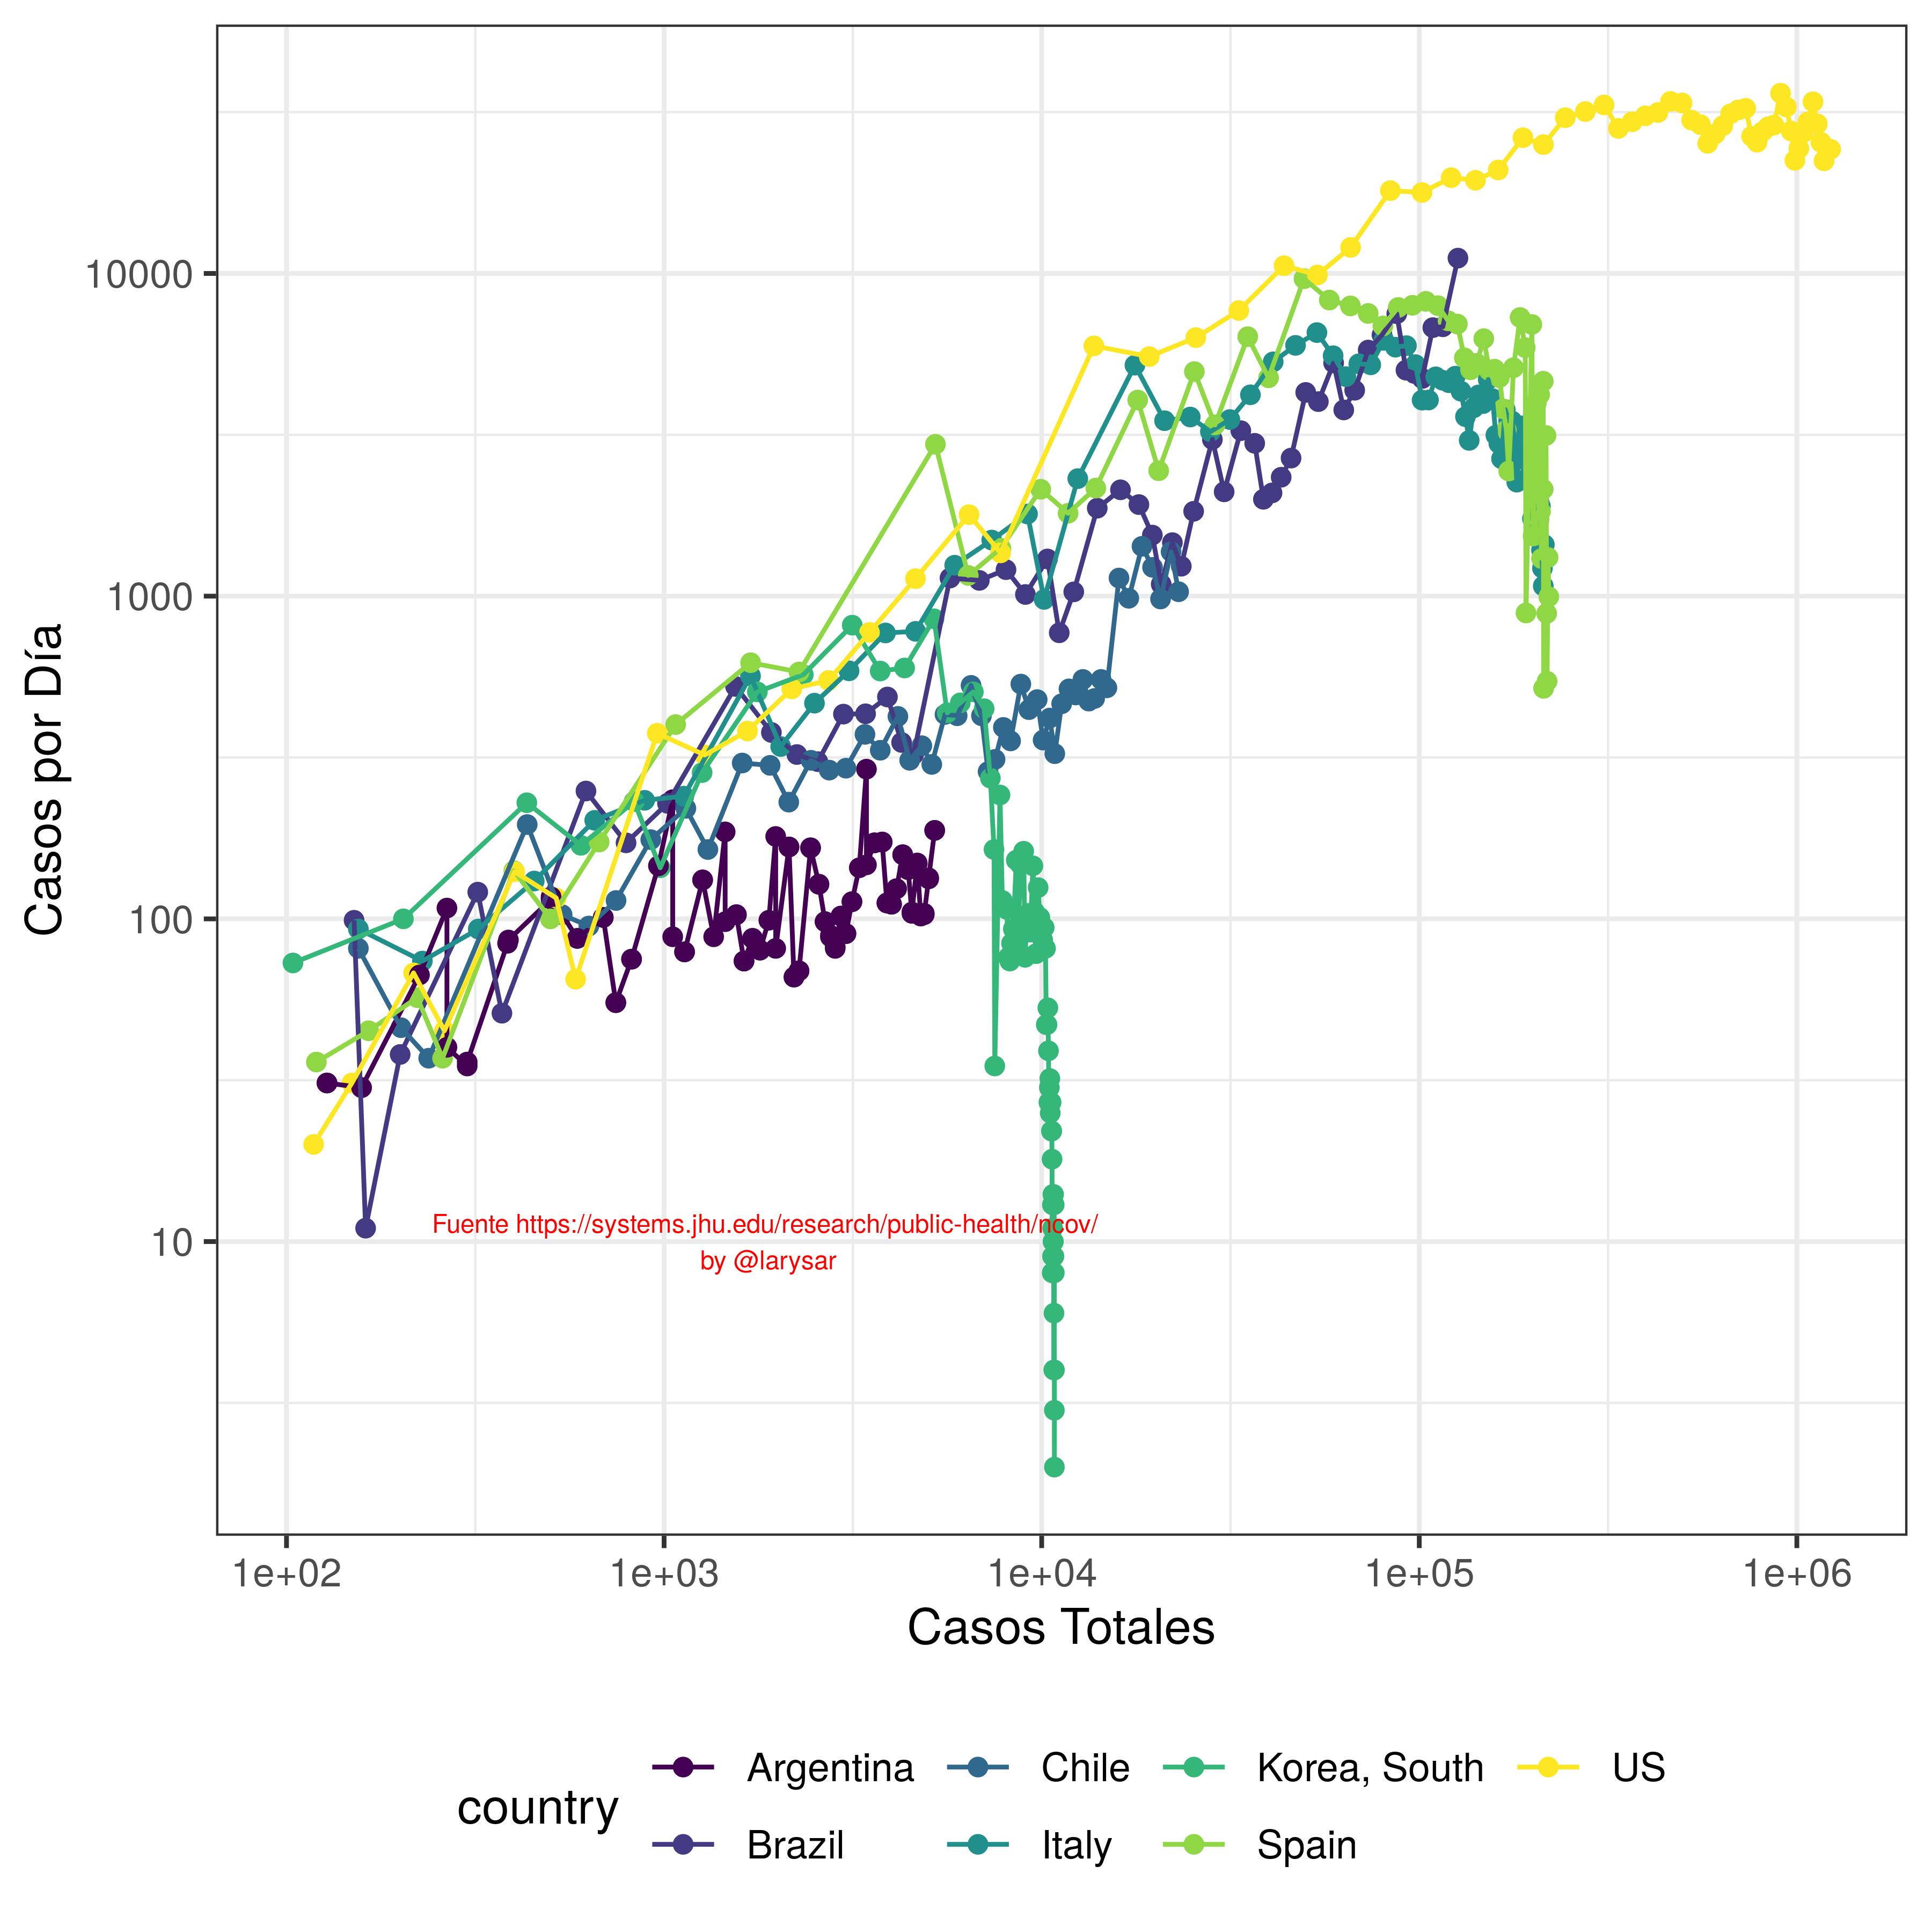 Casos por Día
10000
1000
100
10
Fuente https://systems.jhu.edu/research/public-health/ncov/
by @larysar
1e+02 1e+03 1e+04 1e+05 1e+06
Casos Totales
country
Argentina Chile Korea, South US
Brazil Italy Spain